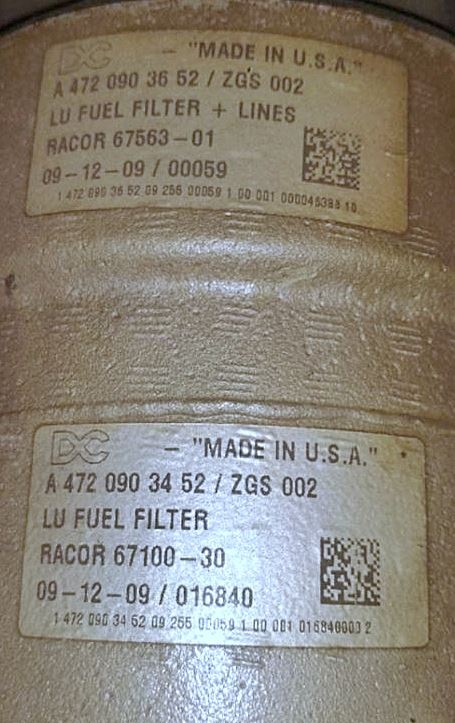 DC - "MADE IN U.S.A."
A 472 090 36 52 / ZGS 002
LU FUEL FILTER + LINES
RACOR 67563-01
09-12-09 / 00059
1 472 090 36 52 09 255 00059 1 00 001 000045388 10
DC - "MADE IN U.S.A."
A 472 090 34 52 / ZGS 002
LU FUEL FILTER
RACOR 67100-30
09-12-09 / 016840
1 472 090 34 52 09 255 00059 1 00 001 016840003 2